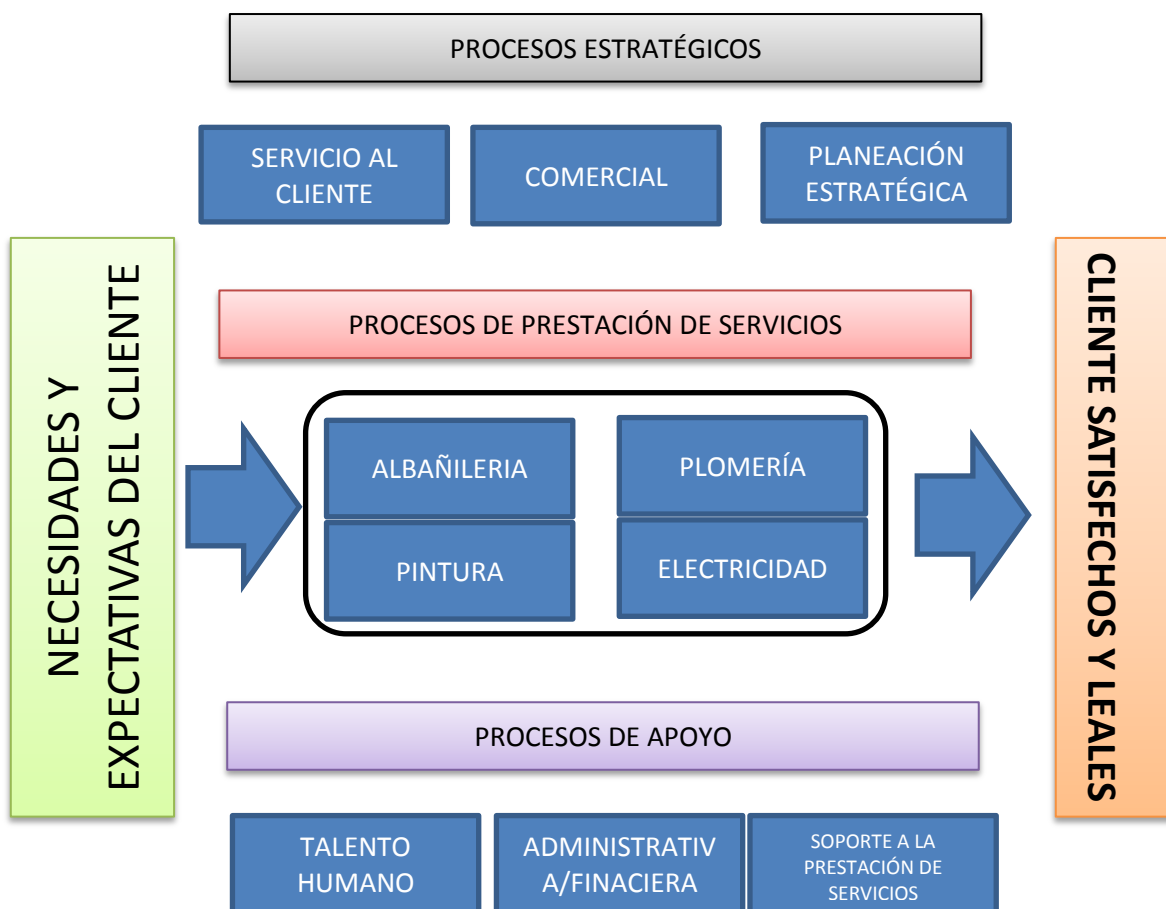 PROCESOS ESTRATÉGICOS
SERVICIO AL
CLIENTE
COMERCIAL
PLANEACIÓN
ESTRATÉGICA
NECESIDADES Y
EXPECTATIVAS DEL CLIENTE
PROCESOS DE PRESTACIÓN DE SERVICIOS
ALBAÑILERIA
PLOMERÍA
PINTURA
ELECTRICIDAD
CLIENTE SATISFECHOS Y LEALES
PROCESOS DE APOYO
TALENTO
HUMANO
ADMINISTRATIV
A/FINACIERA
SOPORTE A LA
PRESTACIÓN DE
SERVICIOS